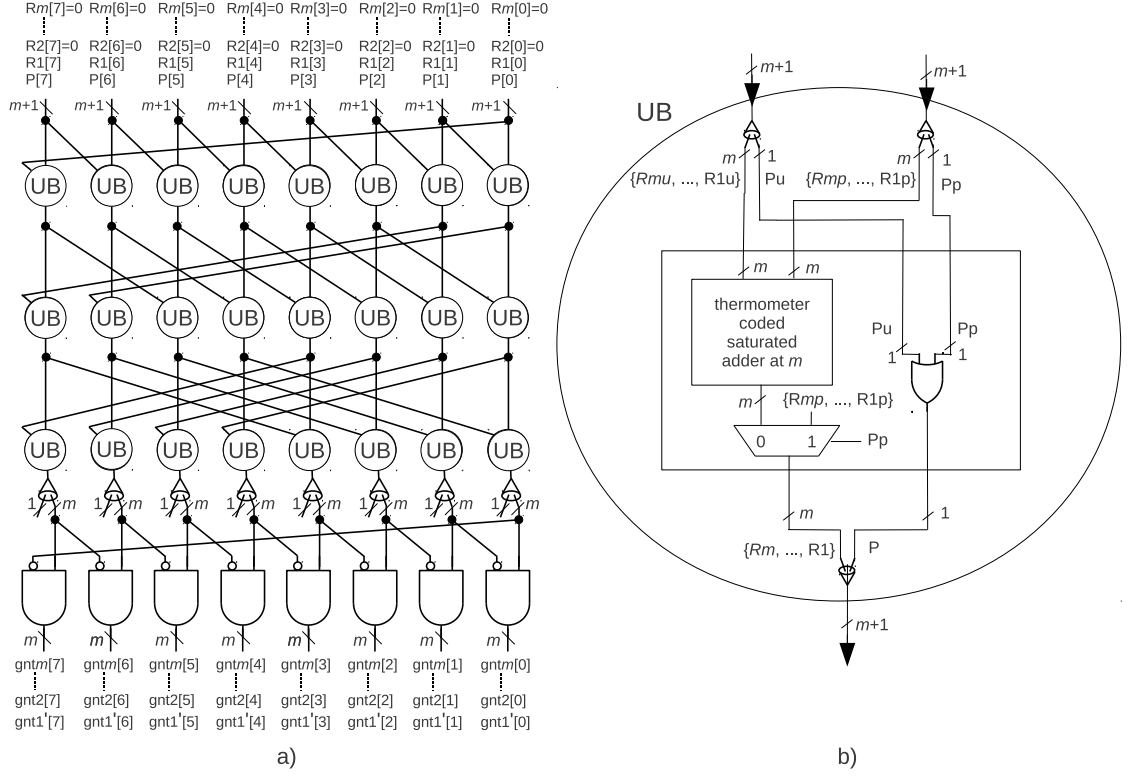 Rm[7]=0 Rm[6]=0 Rm[5]=0 Rm[4]=0 Rm[3]=0 Rm[2]=0 Rm[1]=0 Rm[0]=0
R2[7]=0 R2[6]=0 R2[5]=0 R2[4]=0 R2[3]=0 R2[2]=0 R2[1]=0 R2[0]=0
R1[7] R1[6] R1[5] R1[4] R1[3] R1[2] R1[1] R1[0]
P[7] P[6] P[5] P[4] P[3] P[2] P[1] P[0]
m+1 m+1 m+1 m+1 m+1 m+1 m+1 m+1
UB UB UB UB UB UB UB UB
UB UB UB UB UB UB UB UB
UB UB UB UB UB UB UB UB
1 m 1 m 1 m 1 m 1 m 1 m 1 m 1 m
m m m m m m m m
gntm[7] gntm[6] gntm[5] gntm[4] gntm[3] gntm[2] gntm[1] gntm[0]
gnt2[7] gnt2[6] gnt2[5] gnt2[4] gnt2[3] gnt2[2] gnt2[1] gnt2[0]
gnt1'[7] gnt1'[6] gnt1'[5] gnt1'[4] gnt1'[3] gnt1'[2] gnt1'[1] gnt1'[0]
a)
m+1 m+1
UB
m 1 m 1
{Rmu, ..., R1u} Pu {Rmp, ..., R1p} Pp
m m
thermometer
coded
saturated
adder at m
Pu Pp
1 1
m {Rmp, ..., R1p}
0 1 Pp
m 1
{Rm, ..., R1} P
m+1
b)